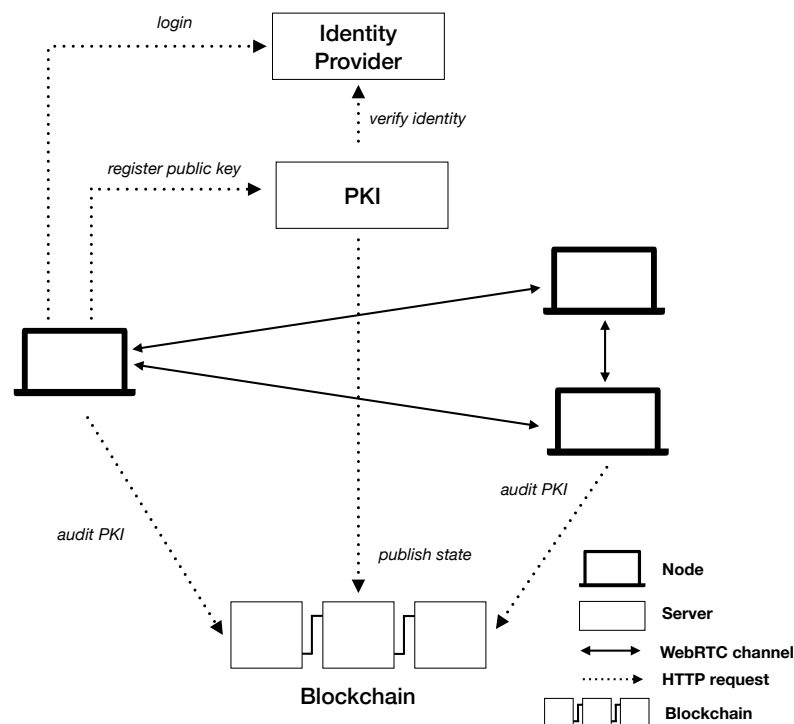 login
Identity
Provider
verify identity
register public key
PKI
audit PKI
audit PKI
publish state
Blockchain
Node
Server
WebRTC channel
HTTP request
Blockchain